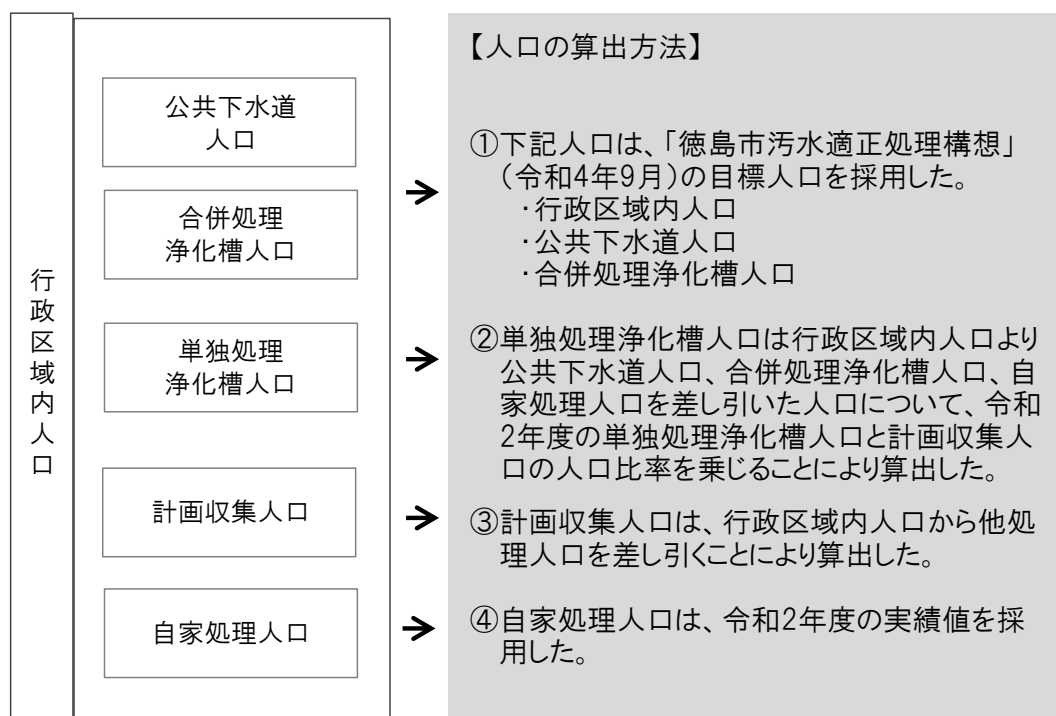 行政区域内人口
公共下水道
人口
合併処理
浄化槽人口
単独処理
浄化槽人口
計画収集人口
自家処理人口
【人口の算出方法】
①下記人口は、「徳島市汚水適正処理構想」
（令和4年9月）の目標人口を採用した。
・行政区域内人口
・公共下水道人口
・合併処理浄化槽人口
②単独処理浄化槽人口は行政区域内人口より
公共下水道人口、合併処理浄化槽人口、自
家処理人口を差し引いた人口について、令和
2年度の単独処理浄化槽人口と計画収集人
口の人口比率を乗じることにより算出した。
③計画収集人口は、行政区域内人口から他処
理人口を差し引くことにより算出した。
④自家処理人口は、令和2年度の実績値を採
用した。